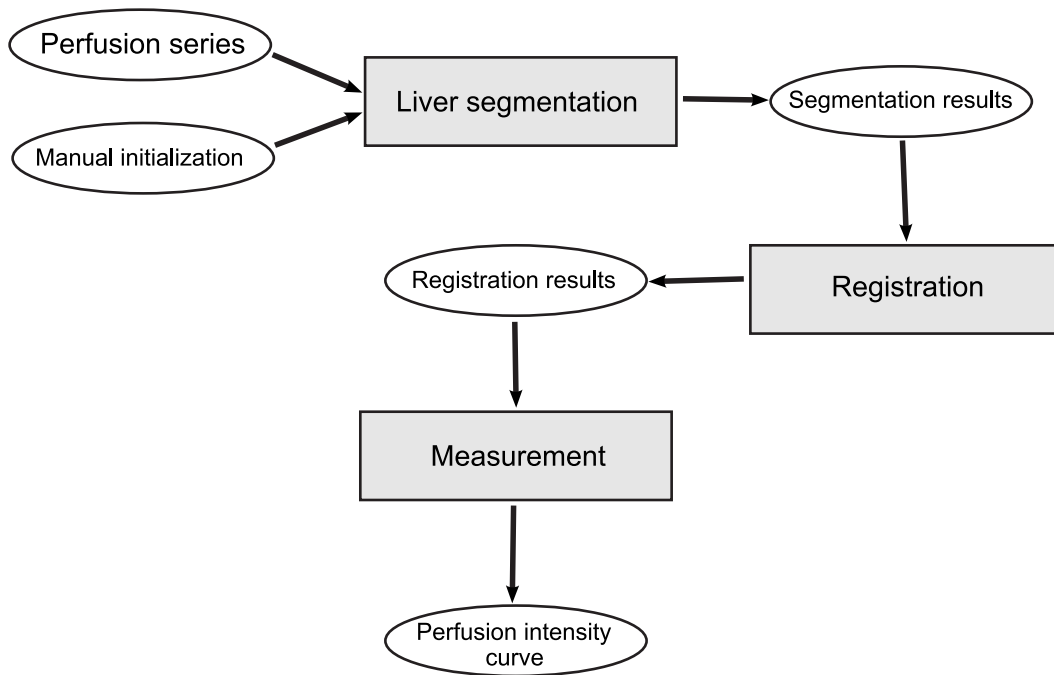 Perfusion series
Manual initialization
Liver segmentation
Segmentation results
Registration
Registration results
Measurement
Perfusion intensity
curve